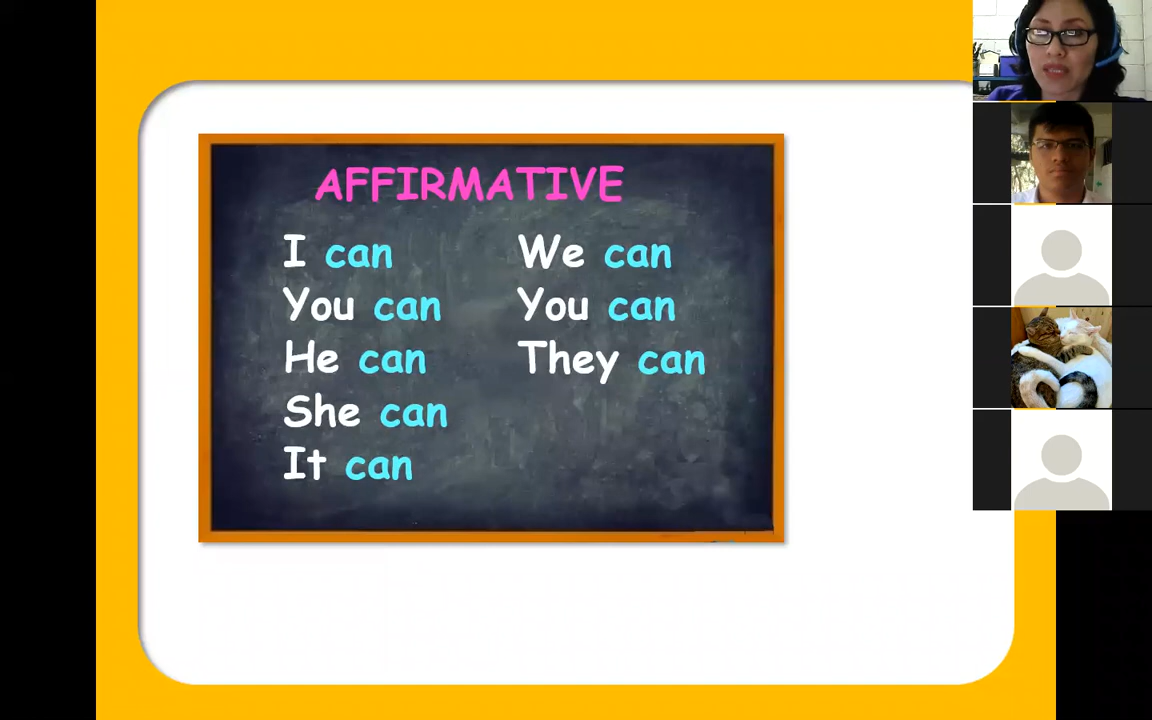 AFFIRMATIVE
I can
You can
He can
She can
It can
We can
You can
They can